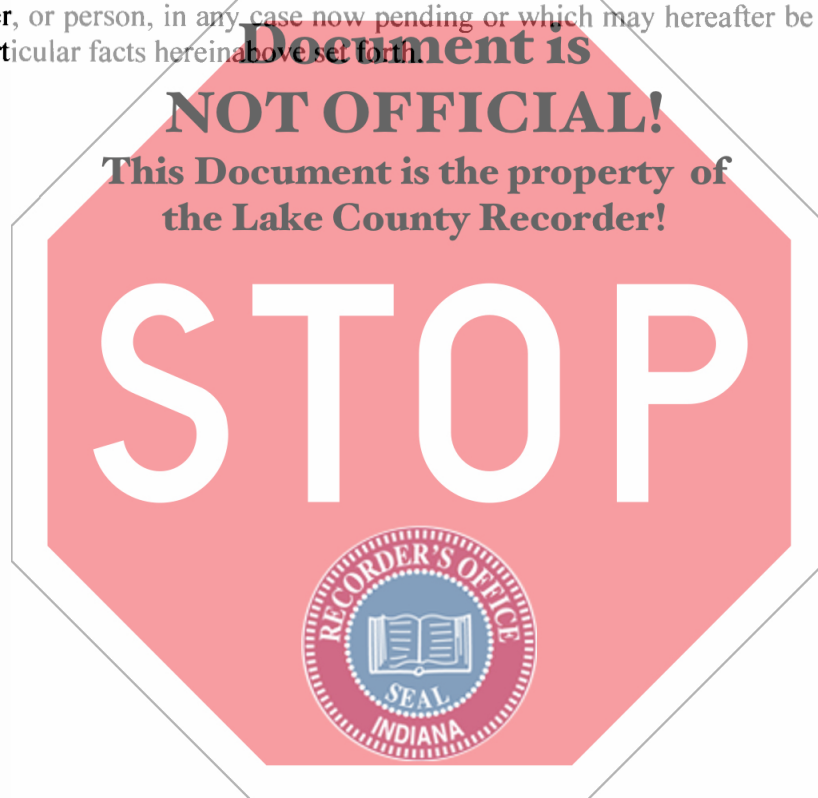 r, or person, in any case now pending or which may hereafter be
ticular facts hereinabove set forth.
Document is
NOT OFFICIAL!
This Document is the property of
the Lake County Recorder!
STOP
RECORDER'S OFFICE
SEAL
INDIANA